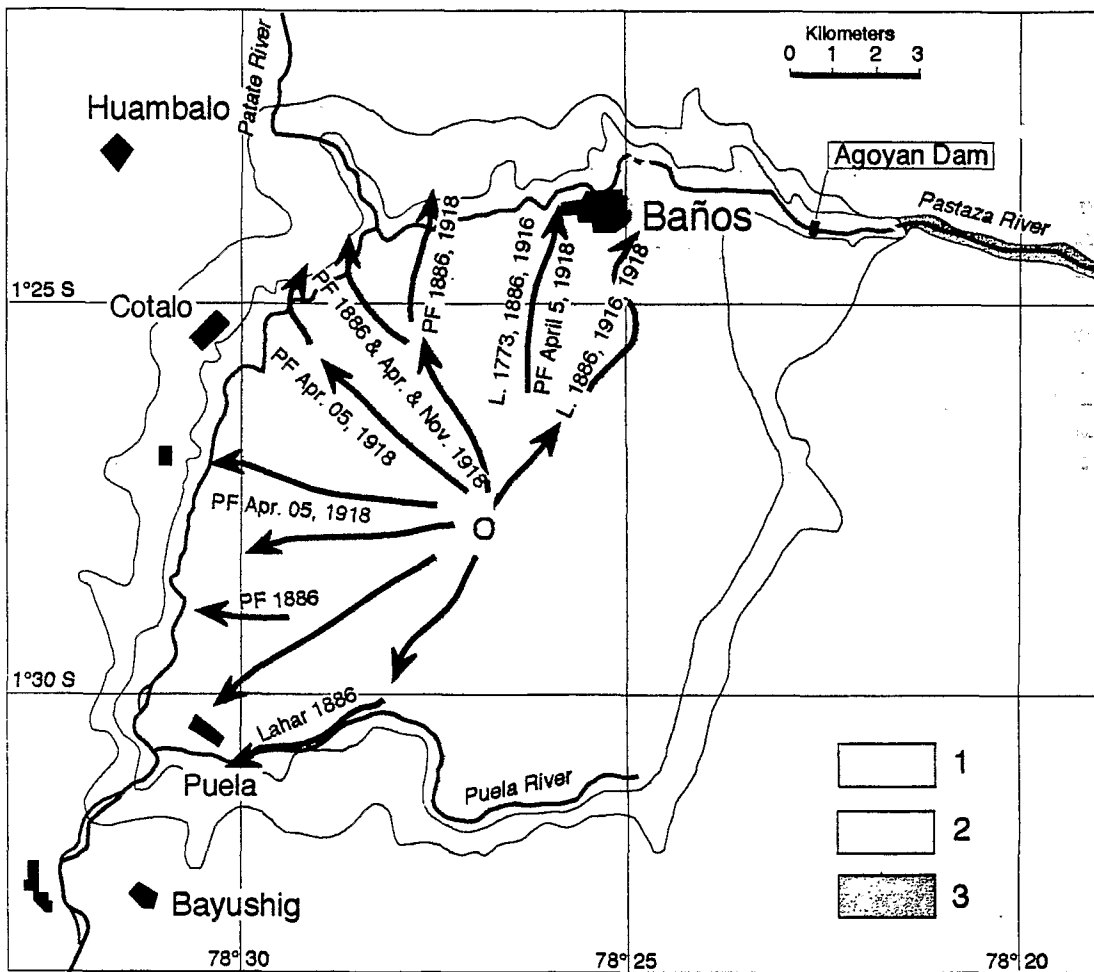 Kilometers
0 1 2 3
Patate River
Huambalo
Agoyan Dam
Baños
Pastaza River
PF 1886, 1918
L. 1773, 1886, 1916
PF April 5, 1918
L. 1886, 1916, 1918
1°25 S
Cotalo
PF 1886 & Apr. & Nov. 1918
PF Apr. 05, 1918
PF Apr. 05, 1918
PF 1886
1°30 S
Lahar 1886
Puela
Puela River
1
2
3
Bayushig
78° 30
78° 25
78° 20